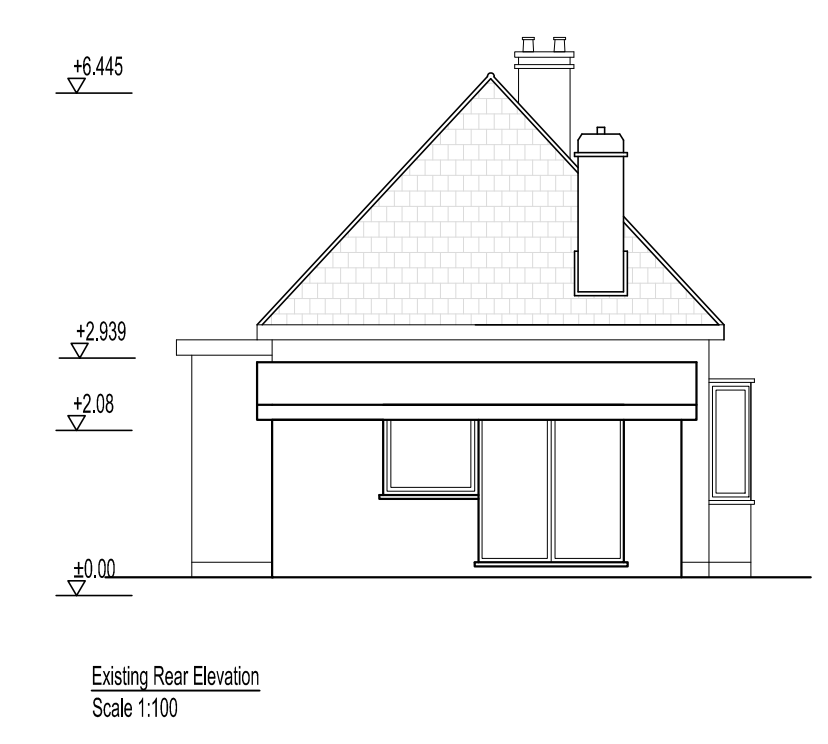 +6.445
+2.939
+2.08
±0.00
Existing Rear Elevation
Scale 1:100